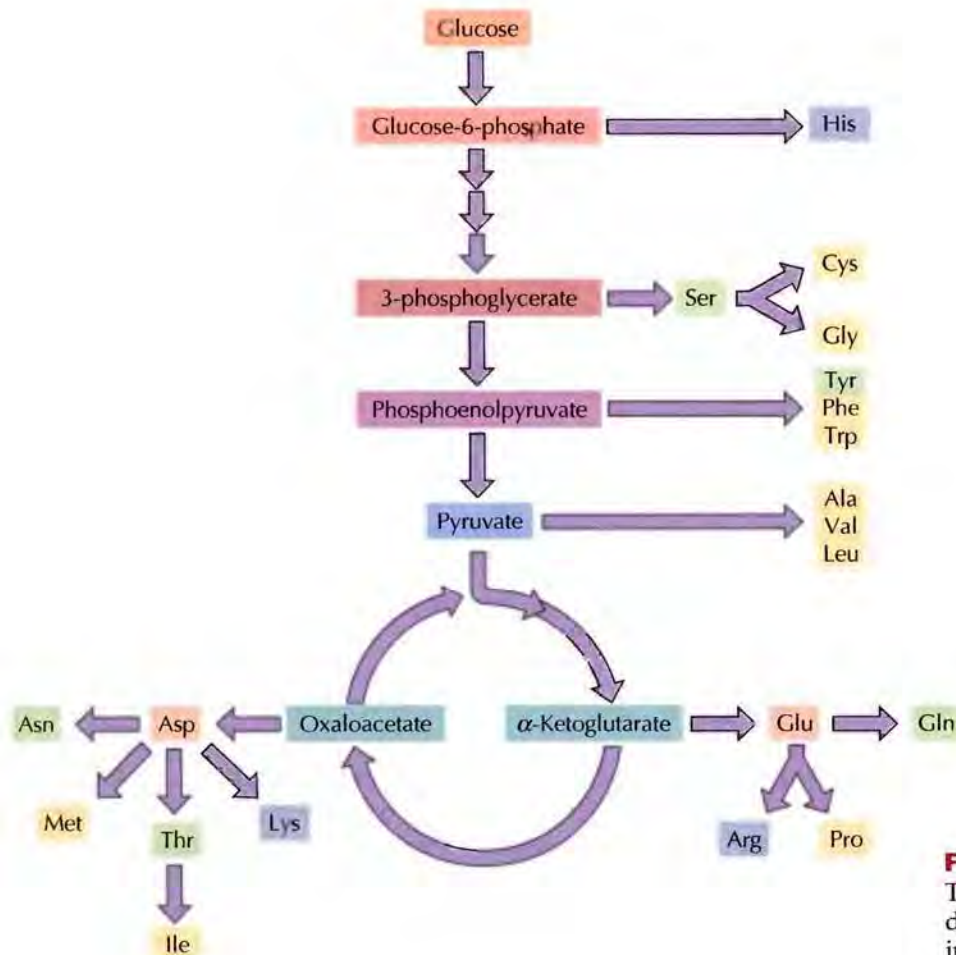 Glucose
Glucose-6-phosphate
His
3-phosphoglycerate
Ser
Cys
Gly
Phosphoenolpyruvate
Tyr
Phe
Trp
Pyruvate
Ala
Val
Leu
Asn
Asp
Oxaloacetate
α-Ketoglutarate
Glu
Gln
Met
Thr
Lys
Arg
Pro
Ile